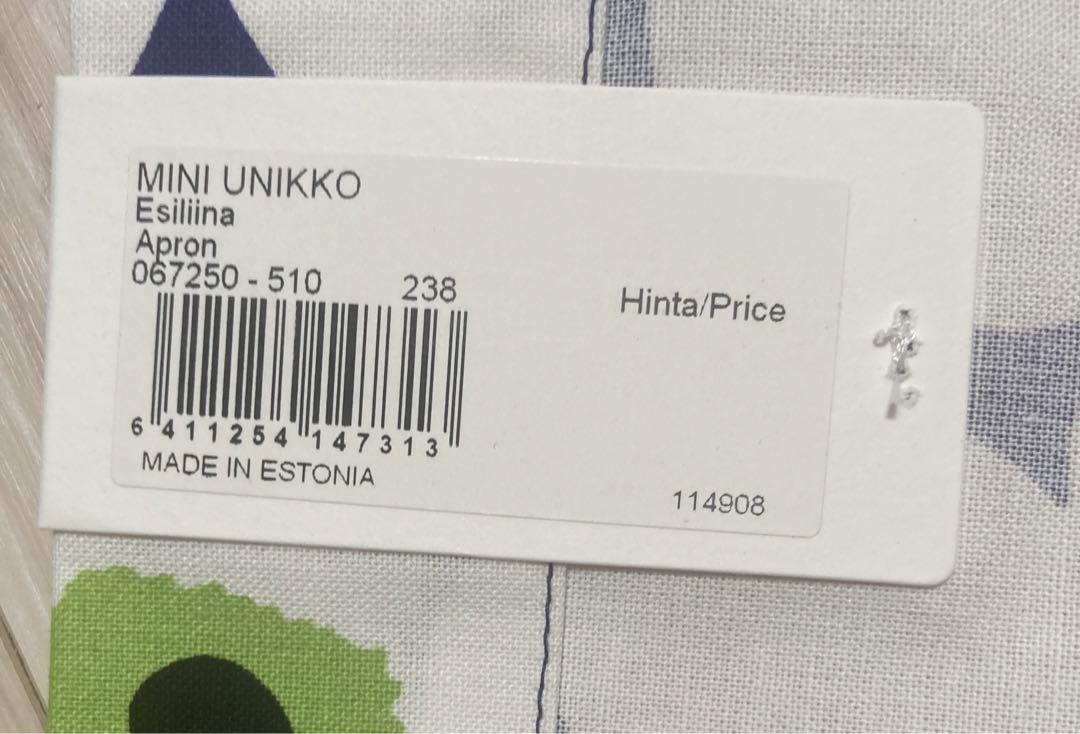 MINI UNIKKO
Esiliina
Apron
067250 - 510 238
Hinta/Price
6 411254 147313
MADE IN ESTONIA
114908